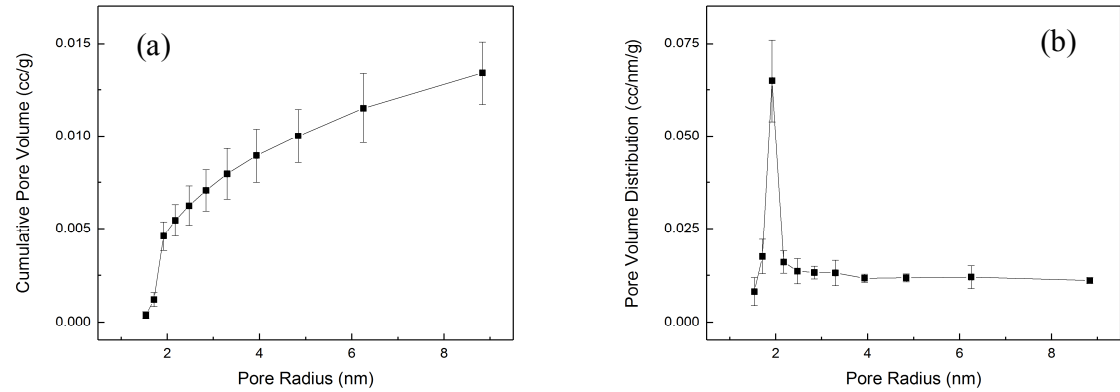 (a)
Cumulative Pore Volume (cc/g)
0.015
0.010
0.005
0.000
2 4 6 8
Pore Radius (nm)
(b)
Pore Volume Distribution (cc/nm/g)
0.075
0.050
0.025
0.000
2 4 6 8
Pore Radius (nm)